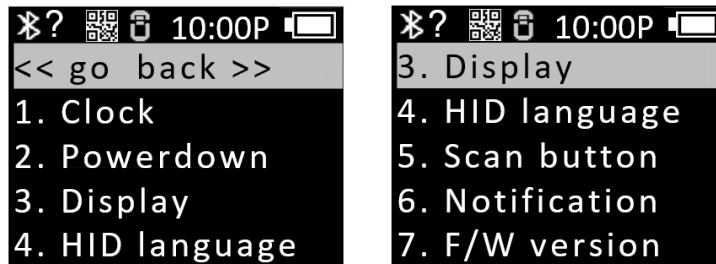 ? 10:00P
<< go back >>
1. Clock
2. Powerdown
3. Display
4. HID language
? 10:00P
3. Display
4. HID language
5. Scan button
6. Notification
7. F/W version